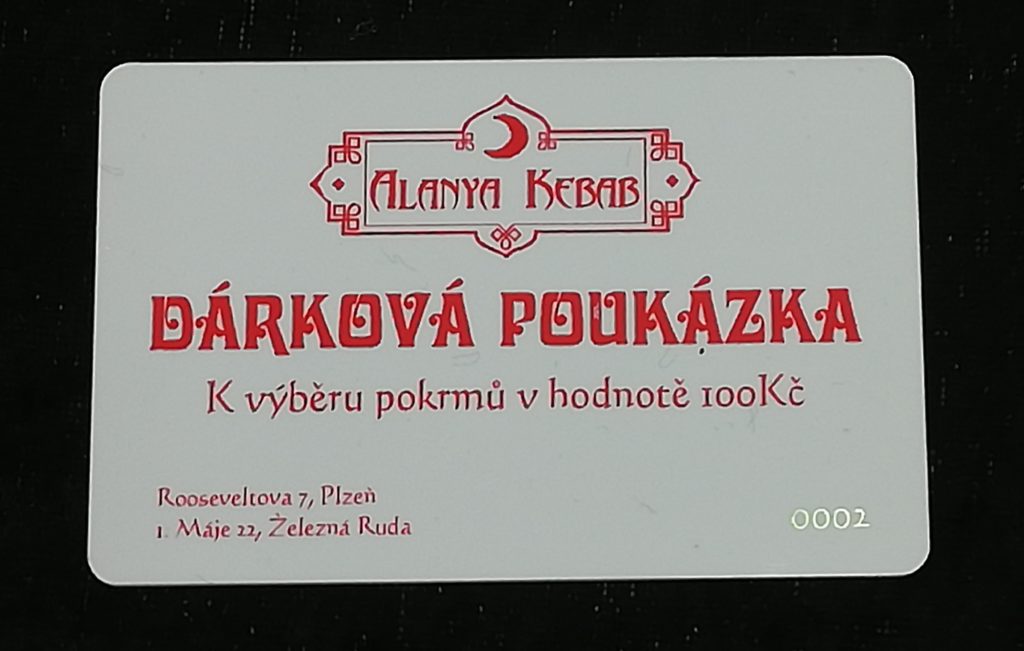 ALANYA KEBAB
DÁRKOVÁ POUKÁZKA
K výběru pokrmů v hodnotě 100Kč
Rooseveltova 7, Plzeň
1. Máje 22, Železná Ruda
0002